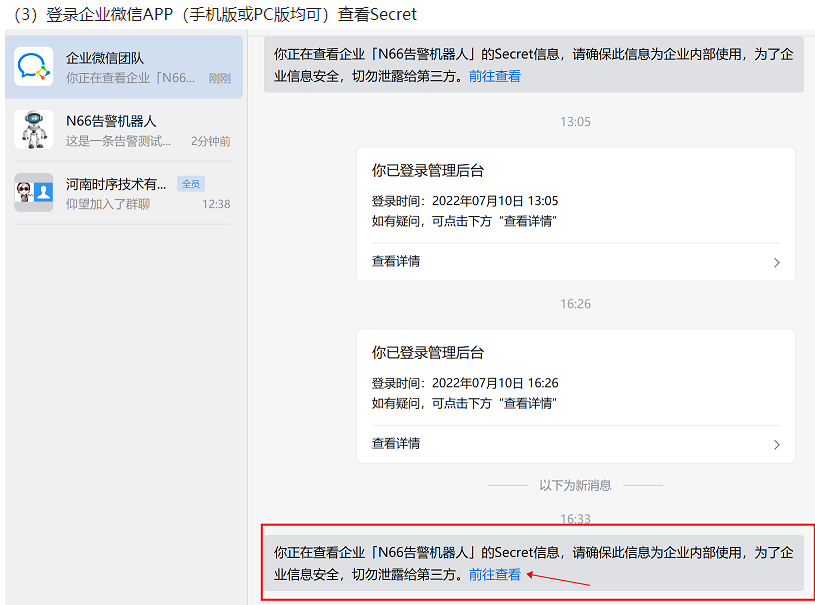 （3）登录企业微信APP（手机版或PC版均可）查看Secret
企业微信团队
你正在查看企业「N66... 刚刚
N66告警机器人
这是一条告警测试... 2分钟前
河南时序技术有... 全员
仰望加入了群聊 12:38
你正在查看企业「N66告警机器人」的Secret信息，请确保此信息为企业内部使用，为了企
业信息安全，切勿泄露给第三方。前往查看
13:05
你已登录管理后台
登录时间：2022年07月10日 13:05
如有疑问，可点击下方“查看详情”
查看详情
16:26
你已登录管理后台
登录时间：2022年07月10日 16:26
如有疑问，可点击下方“查看详情”
查看详情
以下为新消息
16:33
你正在查看企业「N66告警机器人」的Secret信息，请确保此信息为企业内部使用，为了企
业信息安全，切勿泄露给第三方。前往查看